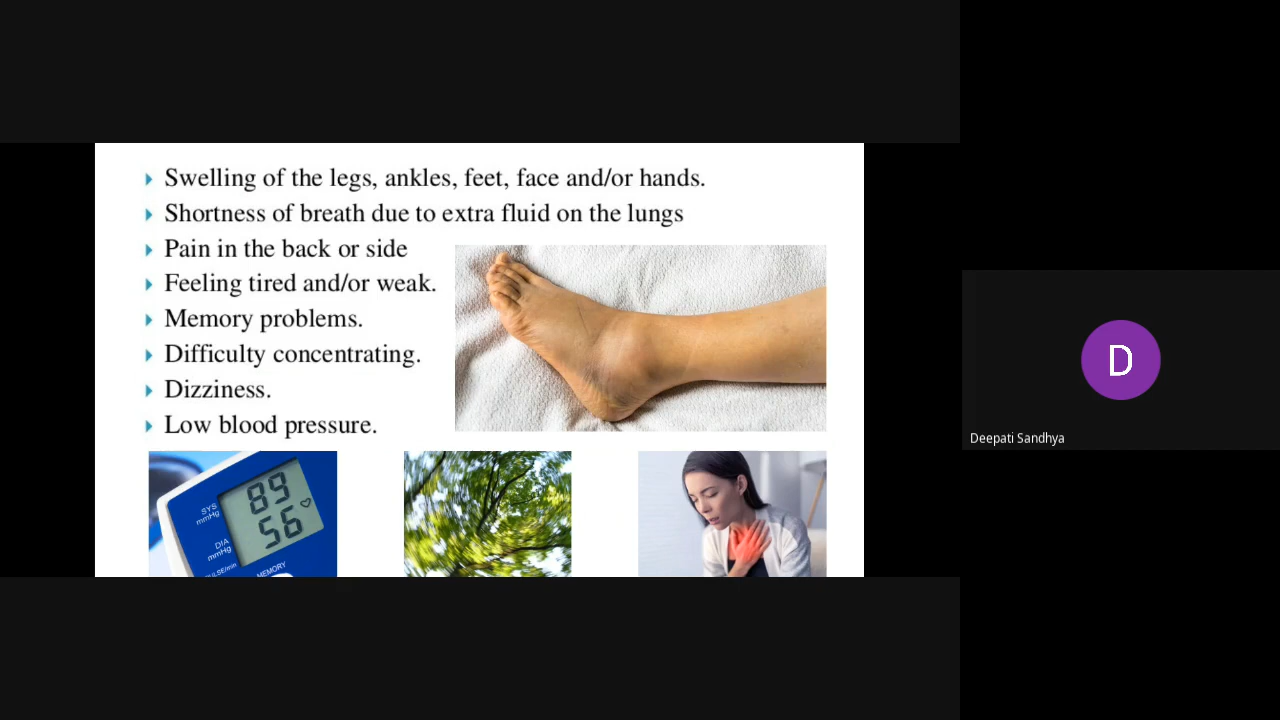 Swelling of the legs, ankles, feet, face and/or hands.
Shortness of breath due to extra fluid on the lungs
Pain in the back or side
Feeling tired and/or weak.
Memory problems.
Difficulty concentrating.
Dizziness.
Low blood pressure.
SYS
mmHg
89
DIA
mmHg
56
MEMORY
D
Deepati Sandhya